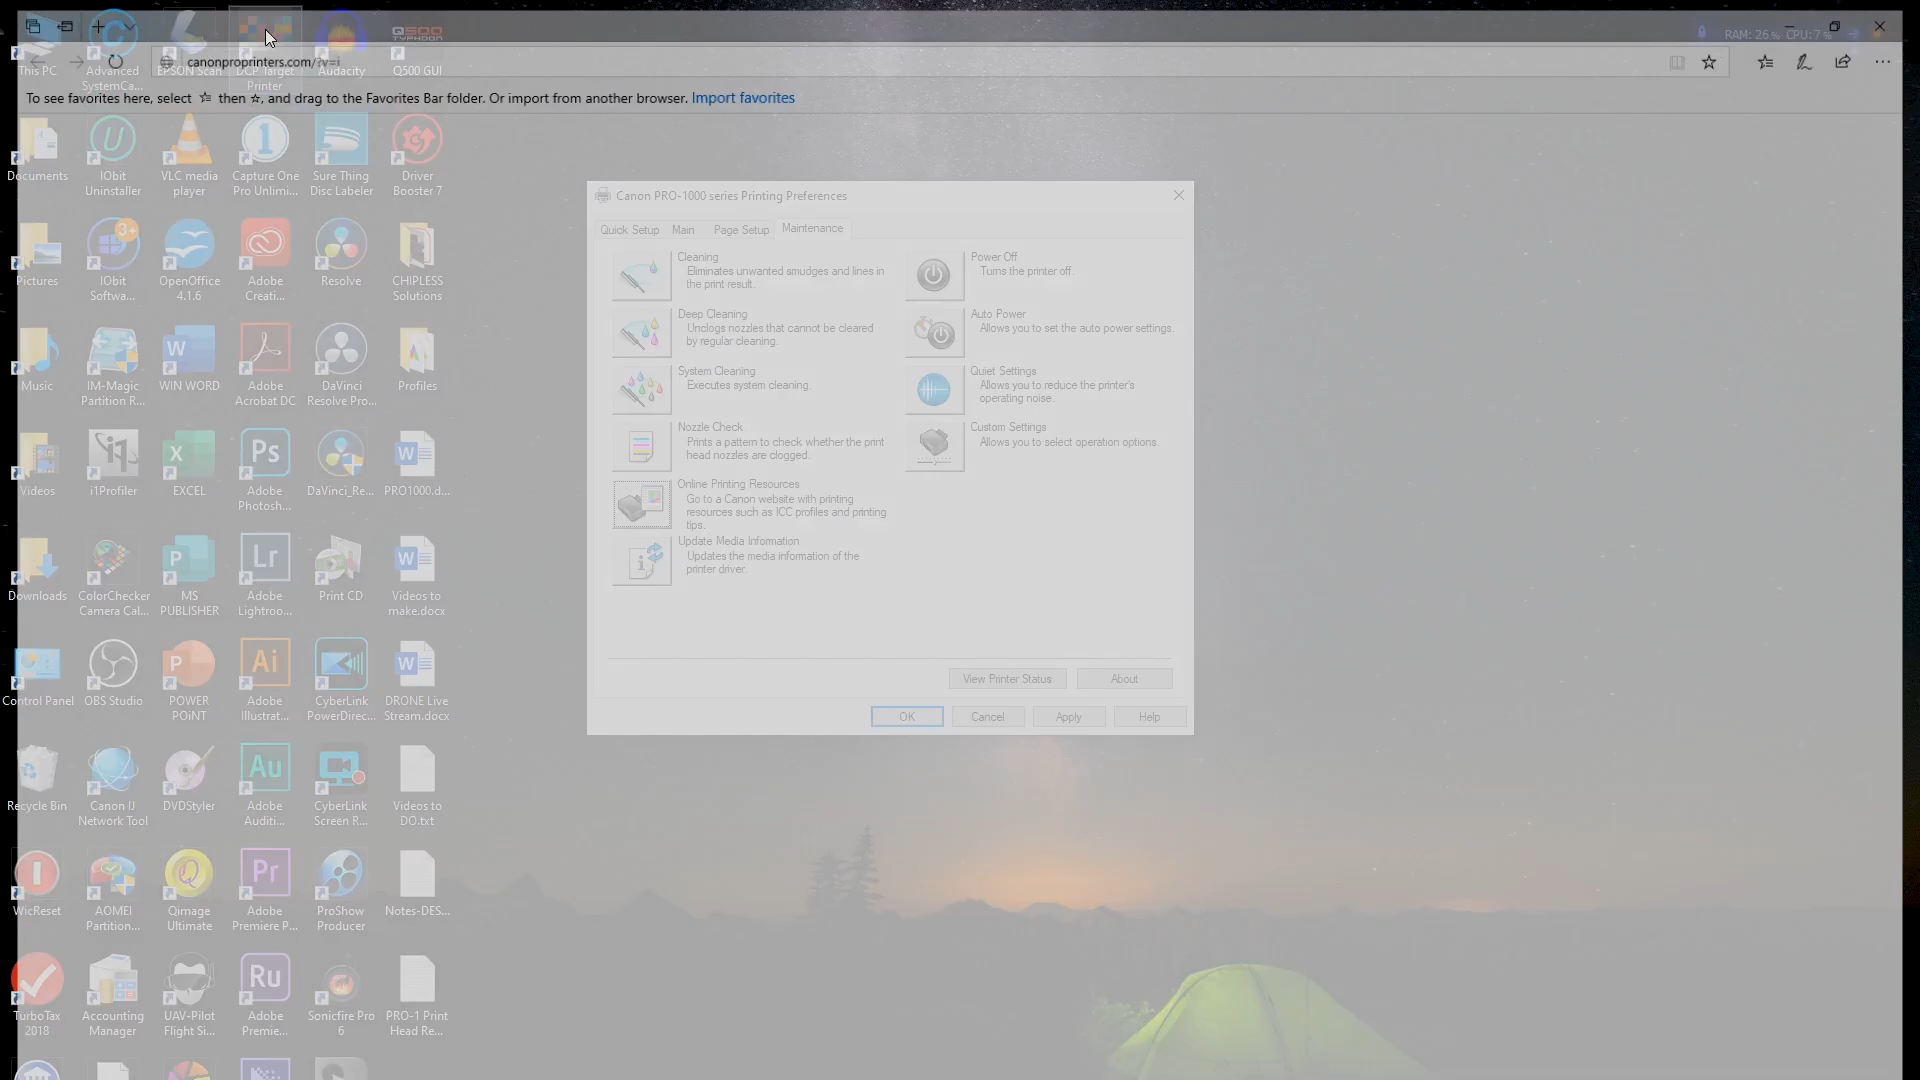 RAM: 26% CPU: 7%
canonproprinters.com/?v=i
To see favorites here, select then, and drag to the Favorites Bar folder. Or import from another browser. Import favorites
This PC
Advanced
SystemCa...
EPSON Scan
DCP Target
Printer
Audacity
Q500
TYPHOON
Q500 GUI
Documents
IObit
Uninstaller
VLC media
player
Capture One
Pro Unlimi...
Sure Thing
Disc Labeler
Driver
Booster 7
Pictures
3+
IObit
Softwa...
OpenOffice
4.1.6
Adobe
Creati...
Resolve
CHIPLESS
Solutions
Music
IM-Magic
Partition R...
WIN WORD
Adobe
Acrobat DC
DaVinci
Resolve Pro...
Profiles
Videos
i1Profiler
EXCEL
Ps
Adobe
Photosh...
DaVinci_Re...
PRO1000.d...
Downloads
ColorChecker
Camera Cal...
MS
PUBLISHER
Lr
Adobe
Lightroo...
Print CD
Videos to
make.docx
Control Panel
OBS Studio
POWER
POiNT
Ai
Adobe
Illustrat...
CyberLink
PowerDirec...
DRONE Live
Stream.docx
Recycle Bin
Canon IJ
Network Tool
DVDStyler
Au
Adobe
Auditi...
CyberLink
Screen R...
Videos to
DO.txt
WicReset
AOMEI
Partition...
Qimage
Ultimate
Pr
Adobe
Premiere P...
ProShow
Producer
Notes-DES...
TurboTax
2018
Accounting
Manager
UAV-Pilot
Flight Si...
Ru
Adobe
Premie...
Sonicfire Pro
6
PRO-1 Print
Head Re...
Canon PRO-1000 series Printing Preferences
Quick Setup Main Page Setup Maintenance
Cleaning
Eliminates unwanted smudges and lines in
the print result.
Deep Cleaning
Unclogs nozzles that cannot be cleared
by regular cleaning.
System Cleaning
Executes system cleaning.
Nozzle Check
Prints a pattern to check whether the print
head nozzles are clogged.
Online Printing Resources
Go to a Canon website with printing
resources such as ICC profiles and printing
tips.
Update Media Information
Updates the media information of the
printer driver.
Power Off
Turns the printer off.
Auto Power
Allows you to set the auto power settings.
Quiet Settings
Allows you to reduce the printer's
operating noise.
Custom Settings
Allows you to select operation options.
View Printer Status About
OK Cancel Apply Help